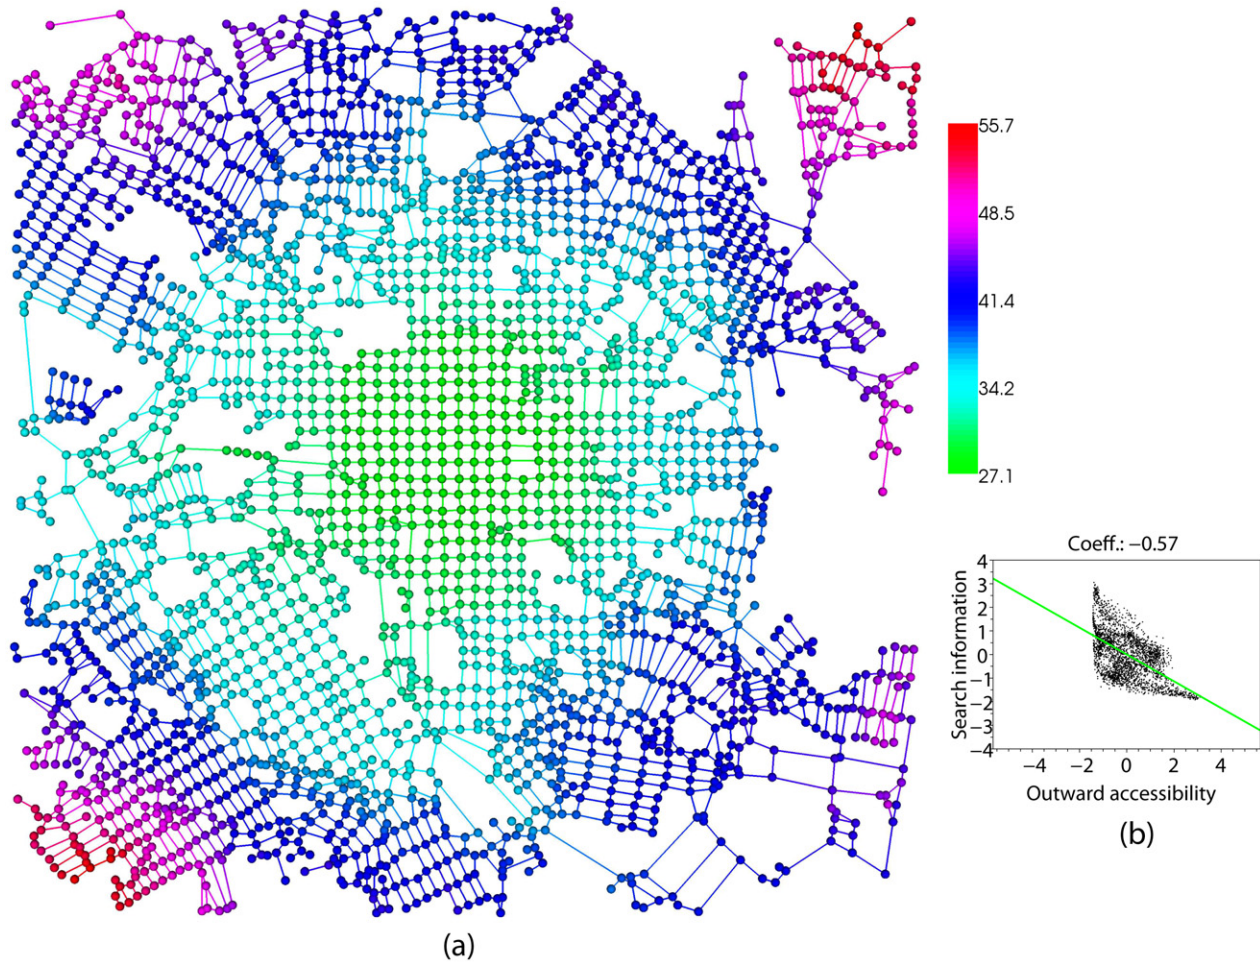 55.7
48.5
41.4
34.2
27.1
Coeff.: −0.57
Search information
4
3
2
1
0
−1
−2
−3
−4
−4 −2 0 2 4
Outward accessibility
(b)
(a)